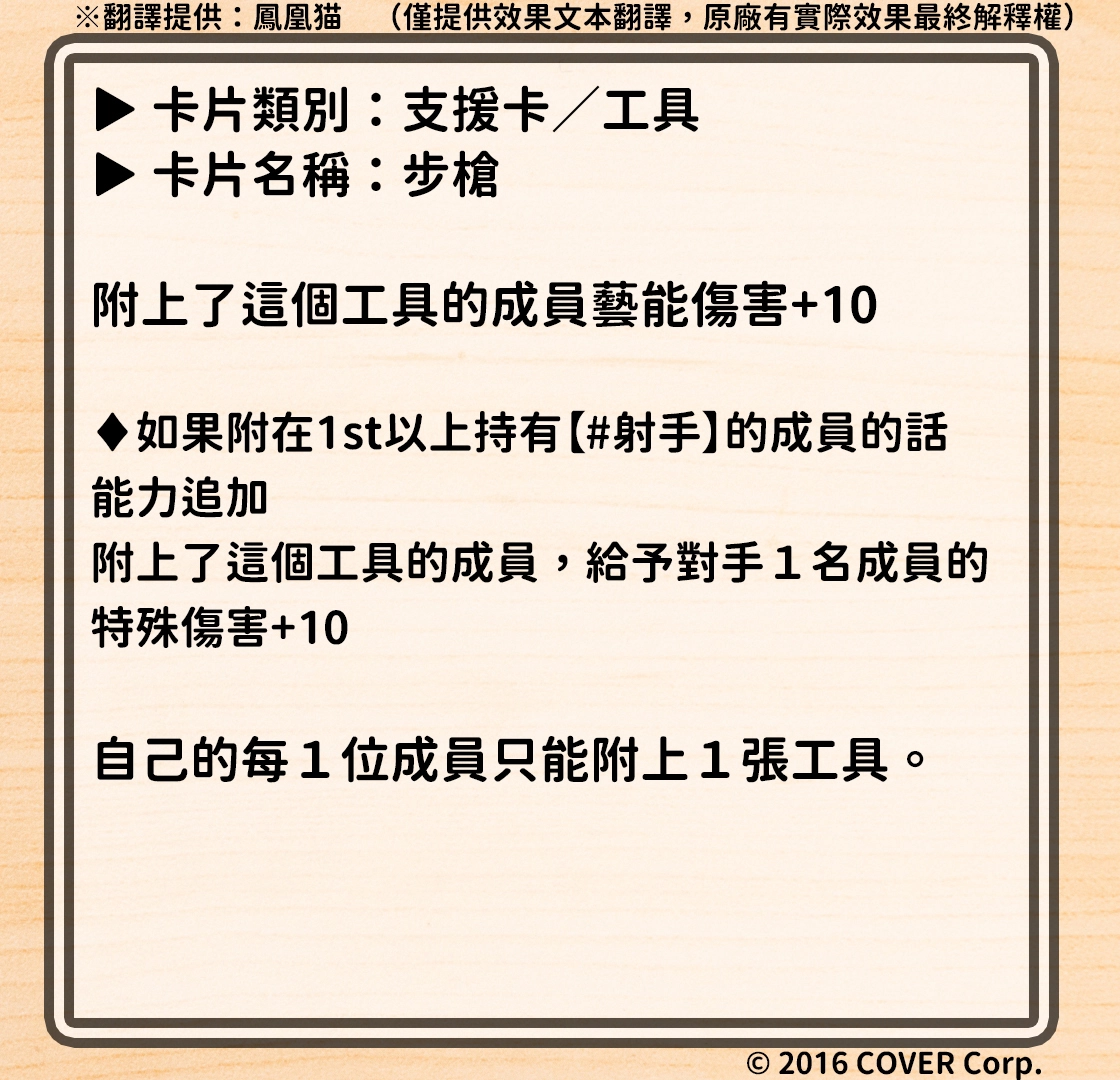 ※翻譯提供：鳳凰猫　（僅提供效果文本翻譯，原廠有實際效果最終解釋權）
▶ 卡片類別：支援卡／工具
▶ 卡片名稱：步槍
附上了這個工具的成員藝能傷害+10
♦如果附在1st以上持有【#射手】的成員的話
能力追加
附上了這個工具的成員，給予對手１名成員的
特殊傷害+10
自己的每１位成員只能附上１張工具。
© 2016 COVER Corp.